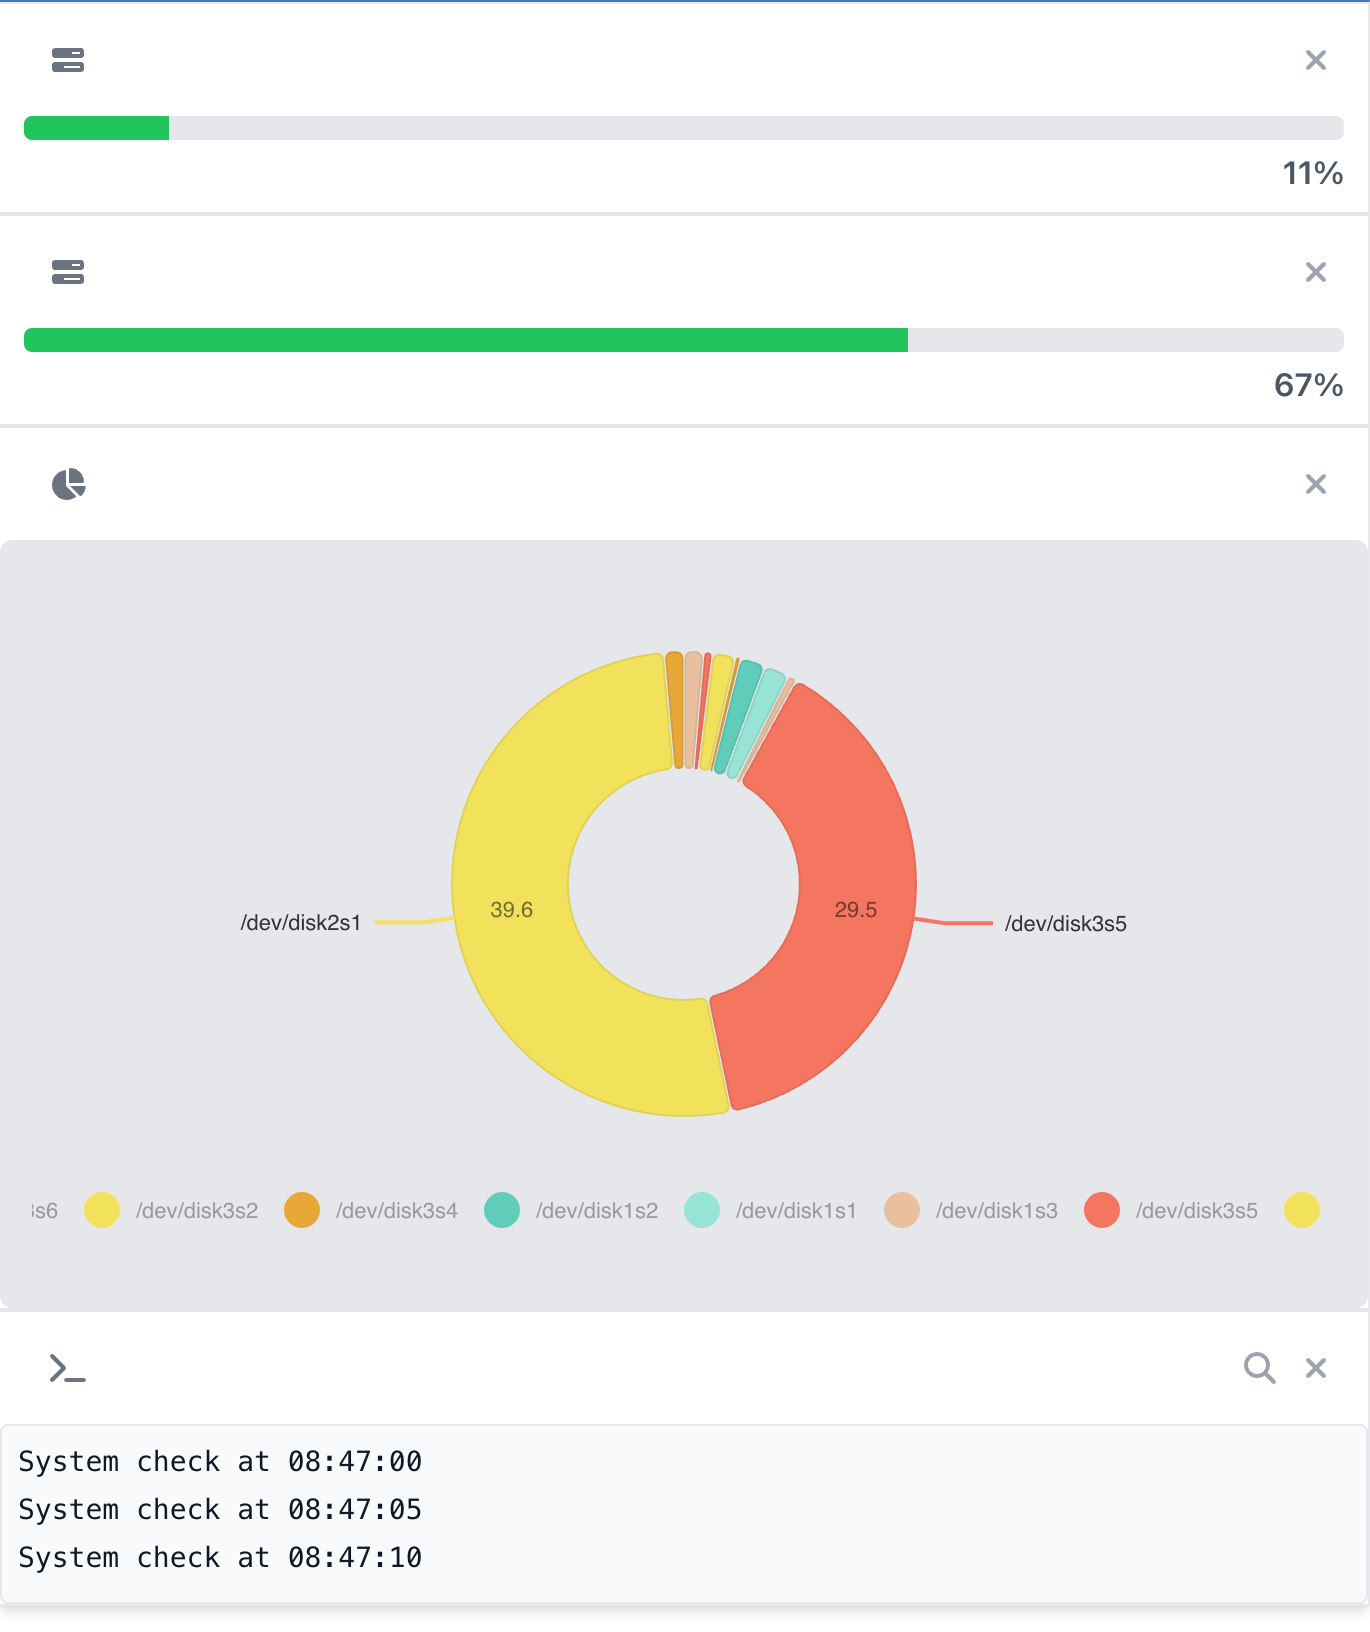 11%
67%
39.6
29.5
/dev/disk2s1
/dev/disk3s5
s6 /dev/disk3s2 /dev/disk3s4 /dev/disk1s2 /dev/disk1s1 /dev/disk1s3 /dev/disk3s5
System check at 08:47:00
System check at 08:47:05
System check at 08:47:10